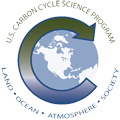 U.S. CARBON CYCLE SCIENCE PROGRAM
LAND • OCEAN • ATMOSPHERE • SOCIETY